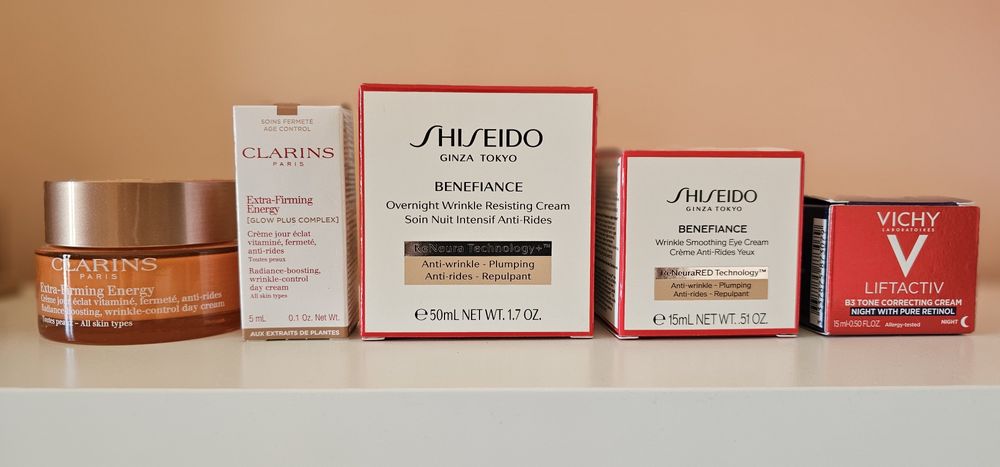 CLARINS
PARIS
Extra-Firming Energy
Crème jour éclat vitaminé, fermeté, anti-rides
Radiance-boosting, wrinkle-control day cream
Toutes peaux – All skin types
SOINS FERMETÉ
AGE CONTROL
CLARINS
PARIS
Extra-Firming
Energy
[GLOW PLUS COMPLEX]
Crème jour éclat
vitaminé, fermeté,
anti-rides
Toutes peaux
Radiance-boosting,
wrinkle-control
day cream
All skin types
5 mL 0.1 Oz. Net Wt.
AUX EXTRAITS DE PLANTES
SHISEIDO
GINZA TOKYO
BENEFIANCE
Overnight Wrinkle Resisting Cream
Soin Nuit Intensif Anti-Rides
ReNeura Technology+™
Anti-wrinkle - Plumping
Anti-rides - Repulpant
℮50mL NET WT. 1.7 OZ.
SHISEIDO
GINZA TOKYO
BENEFIANCE
Wrinkle Smoothing Eye Cream
Crème Anti-Rides Yeux
ReNeuraRED Technology™
Anti-wrinkle - Plumping
Anti-rides - Repulpant
℮15mL NET WT. .51 OZ.
VICHY
LABORATOIRES
V
LIFTACTIV
B3 TONE CORRECTING CREAM
NIGHT WITH PURE RETINOL
15 ml-0.50 FL.OZ. Allergy-tested NIGHT